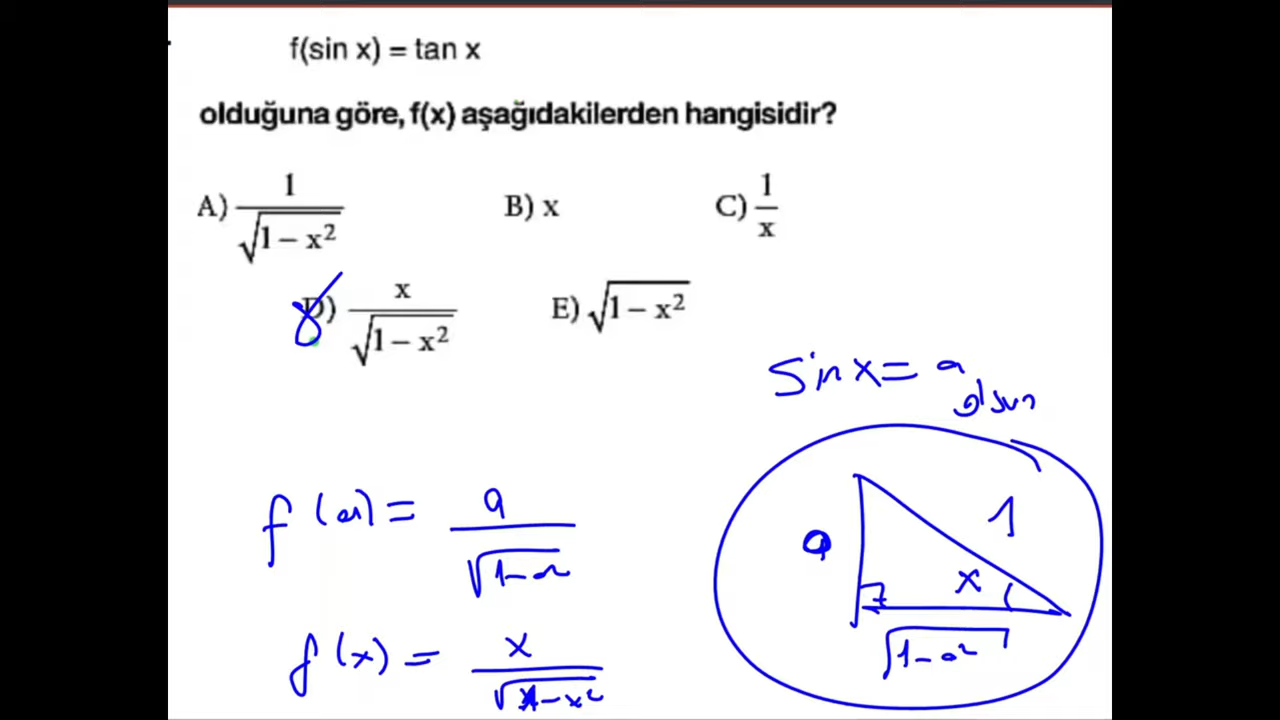 f(sin x) = tan x
olduğuna göre, f(x) aşağıdakilerden hangisidir?
A) 1/√(1 − x²) B) x C) 1/x
D) x/√(1 − x²) E) √(1 − x²)
sin x = a
olsun
f(a) = a/√(1−a²)
f(x) = x/√(1−x²)
a 1
x
√(1−a²)